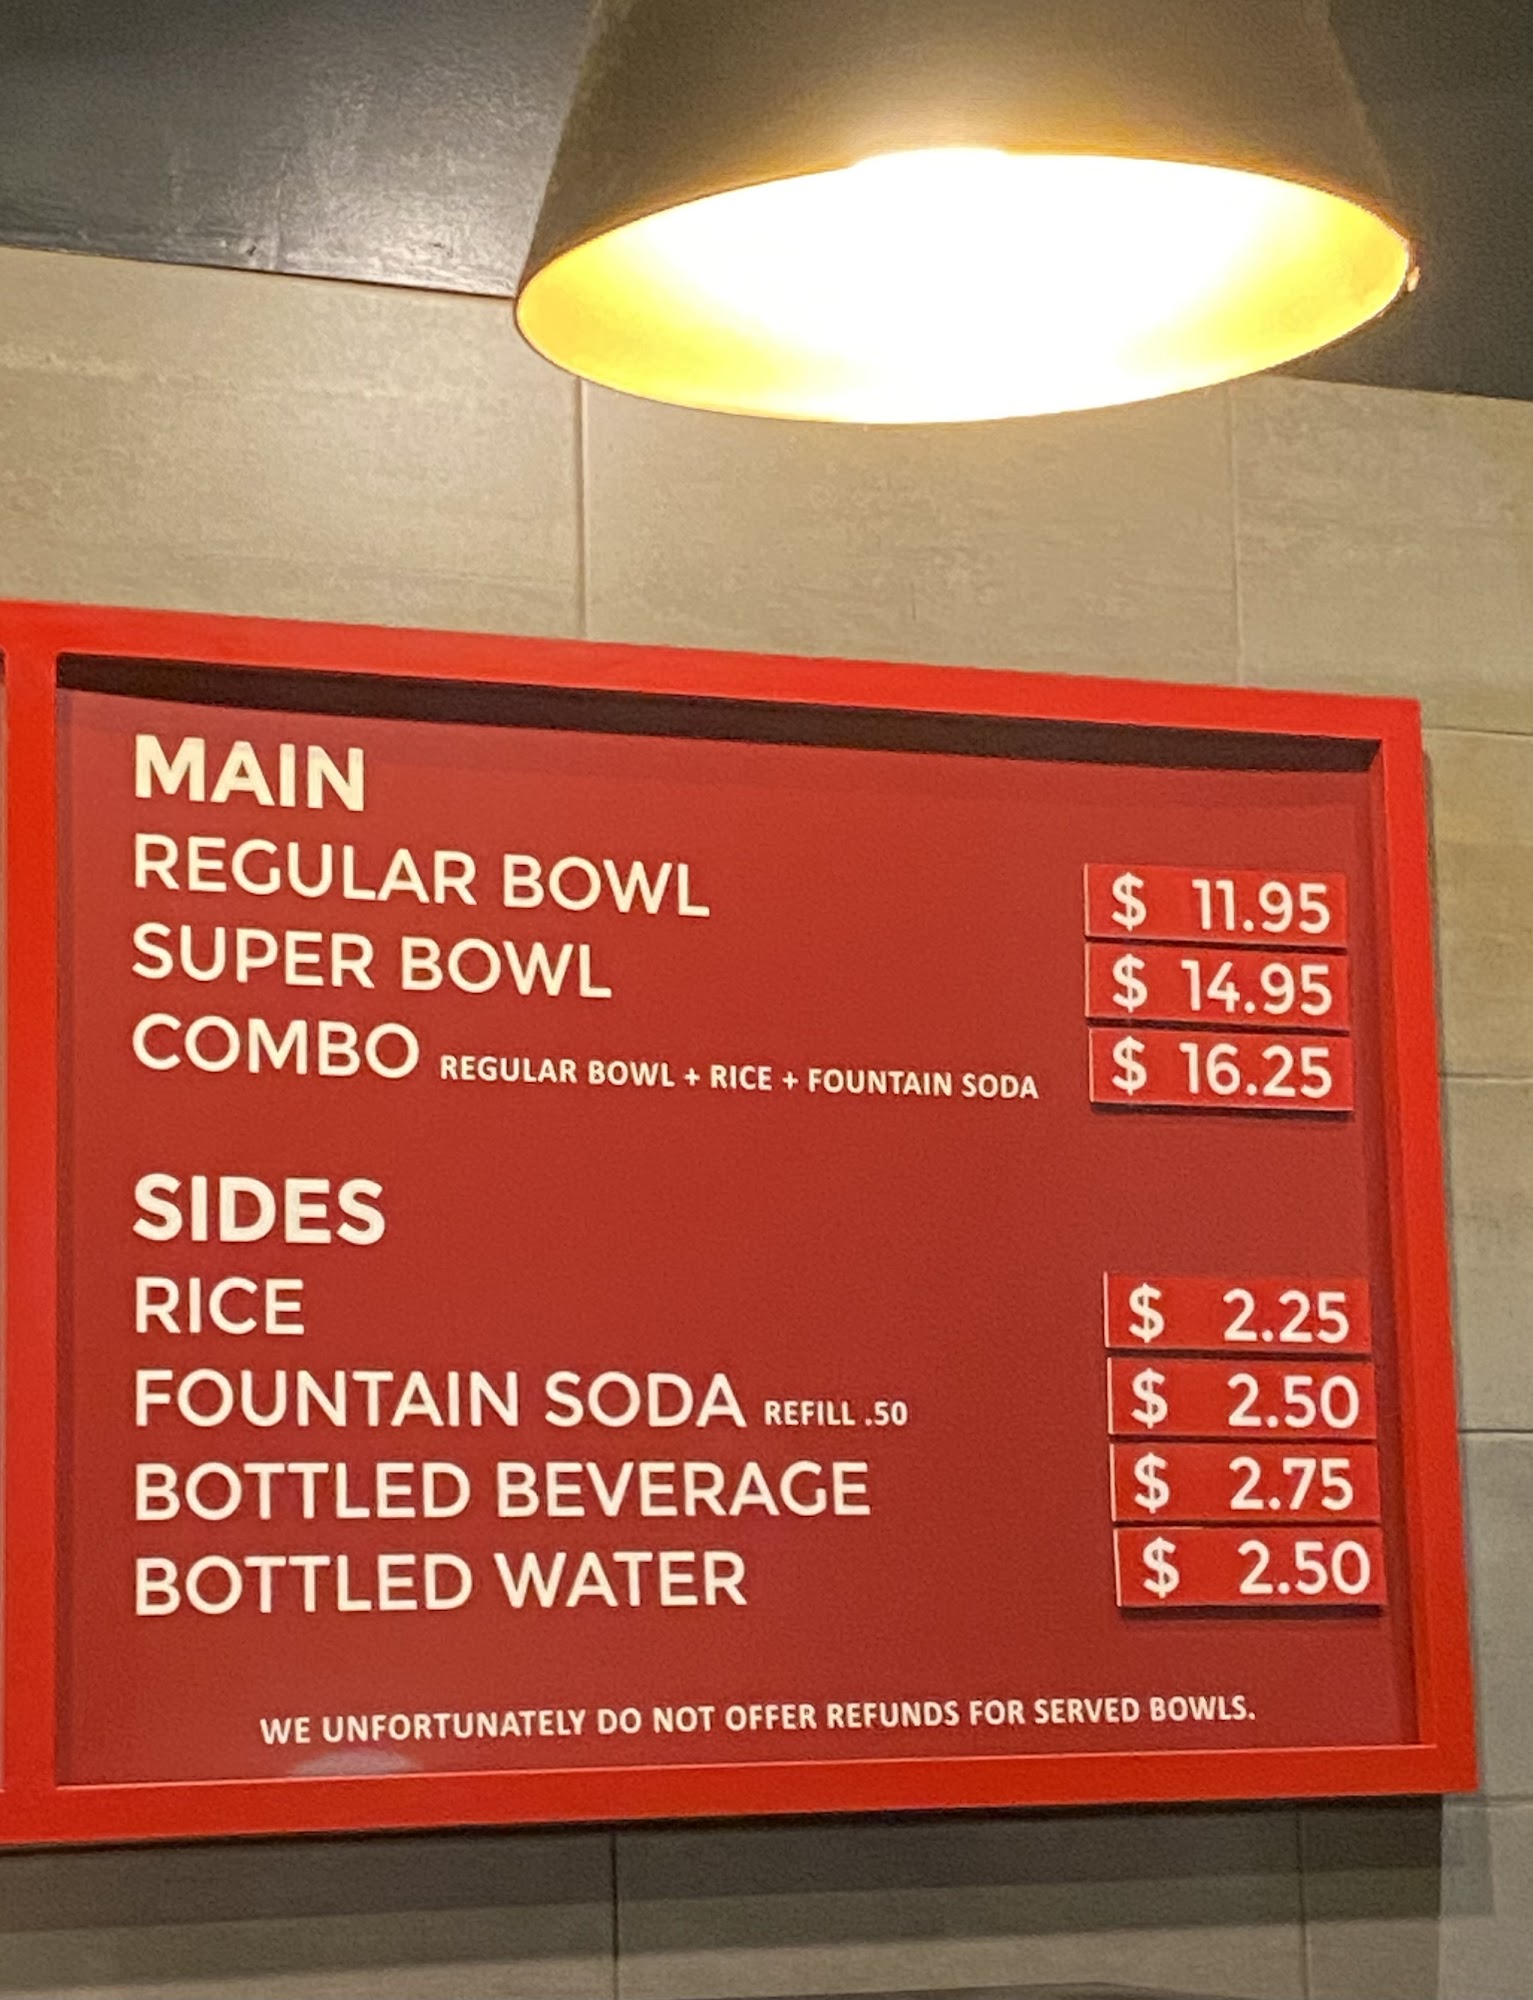 MAIN
REGULAR BOWL $ 11.95
SUPER BOWL $ 14.95
COMBO REGULAR BOWL + RICE + FOUNTAIN SODA $ 16.25
SIDES
RICE $ 2.25
FOUNTAIN SODA REFILL .50 $ 2.50
BOTTLED BEVERAGE $ 2.75
BOTTLED WATER $ 2.50
WE UNFORTUNATELY DO NOT OFFER REFUNDS FOR SERVED BOWLS.